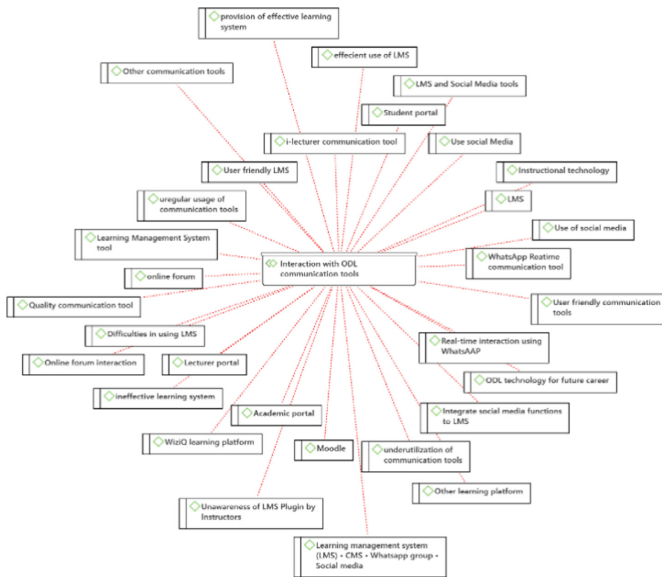 provision of effective learning
system
effecient use of LMS
Other communication tools
LMS and Social Media tools
Student portal
i-lecturer communication tool
Use social Media
User friendly LMS
Instructional technology
uregular usage of
communication tools
LMS
Use of social media
Learning Management System
tool
WhatsApp Reatime
communication tool
Interaction with ODL
communication tools
online forum
Quality communication tool
User friendly communication
tools
Difficulties in using LMS
Real-time interaction using
WhatsAAP
Online forum interaction
Lecturer portal
ODL technology for future career
ineffective learning system
Academic portal
Integrate social media functions
to LMS
WiziQ learning platform
Moodle
underutilization of
communication tools
Other learning platform
Unawareness of LMS Plugin by
Instructors
Learning management system
(LMS) • CMS • Whatsapp group •
Social media